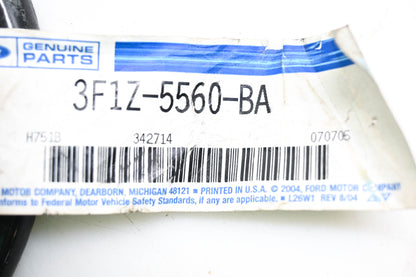 GENUINE
PARTS
3F1Z-5560-BA
H751B 342714 070706
MOTOR COMPANY, DEARBORN, MICHIGAN 48121 ■ PRINTED IN U.S.A. © 2004, FORD MOTOR COMPANY
nforms to Federal Motor Vehicle Safety Standards, if any are applicable. ■ L26W1 REV 8/04